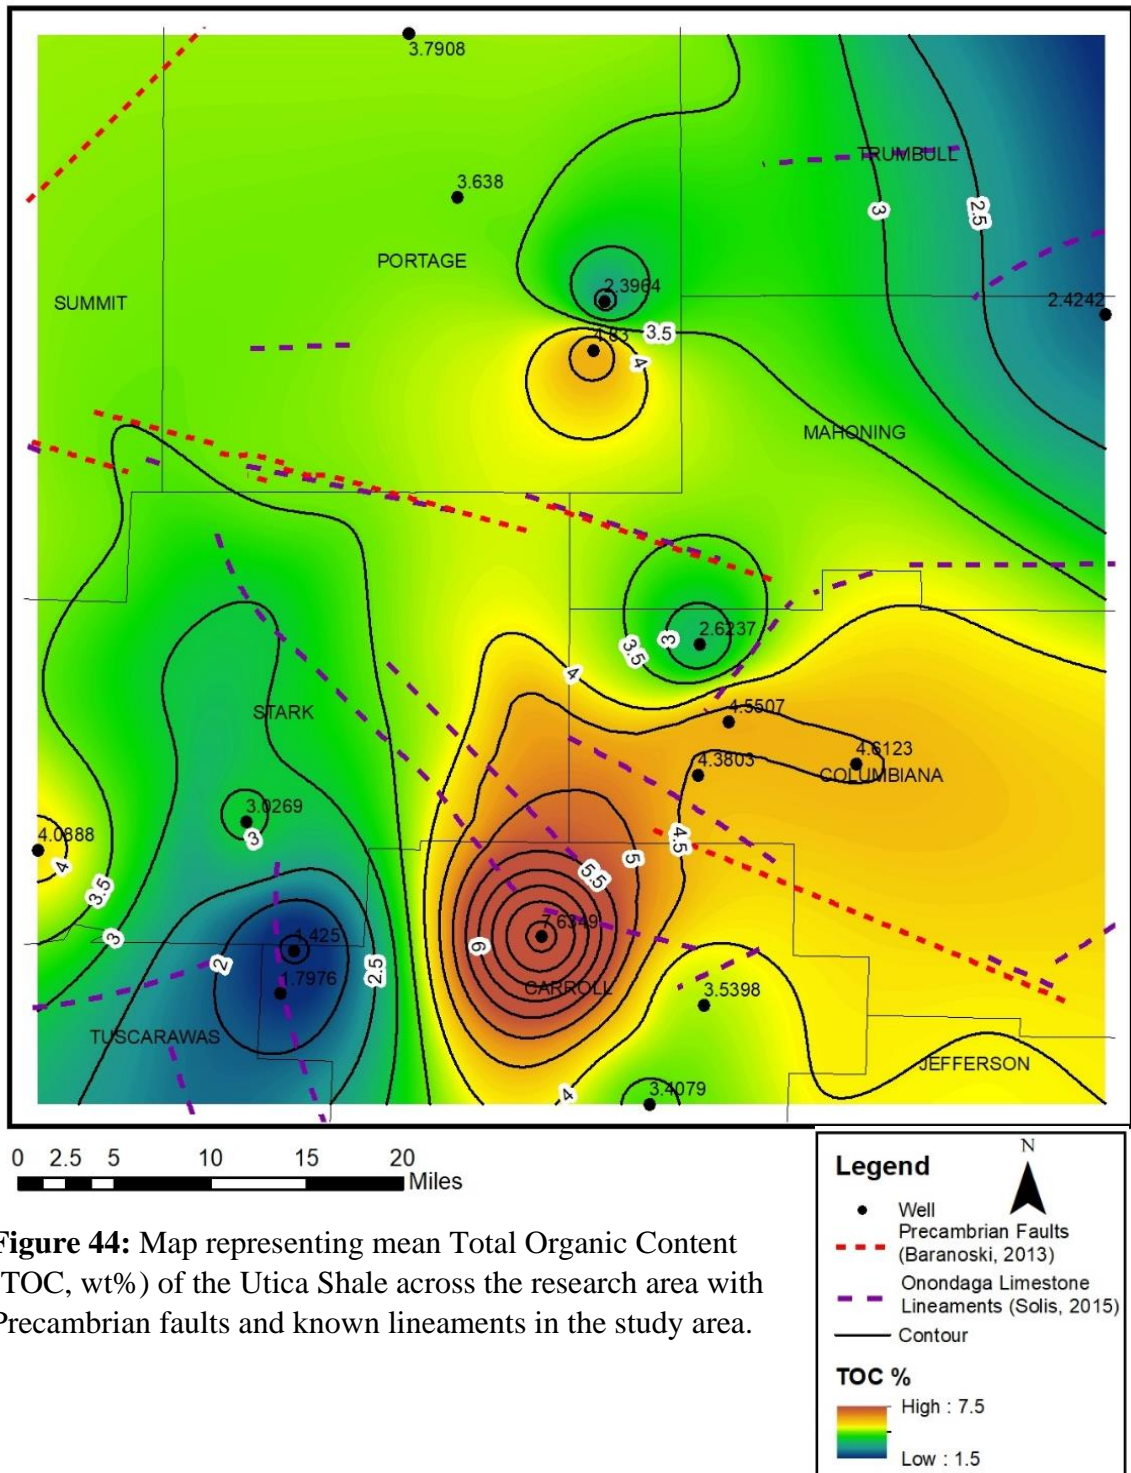 3.7908
TRUMBULL
3.638
3
2.5
PORTAGE
SUMMIT
2.3964
2.4242
4.83
3.5
4
MAHONING
2.6237
3
3.5
4
STARK
4.5507
4.6123
4.3803
COLUMBIANA
3.0269
3
4.0888
4
4.5
5
5.5
3.5
7.6349
3
1.425
6
2
2.5
1.7976
CARROLL
3.5398
TUSCARAWAS
JEFFERSON
4
3.4079
0 2.5 5 10 15 20
Miles
Figure 44: Map representing mean Total Organic Content
TOC, wt%) of the Utica Shale across the research area with
Precambrian faults and known lineaments in the study area.
N
Legend
Well
Precambrian Faults
(Baranoski, 2013)
Onondaga Limestone
Lineaments (Solis, 2015)
Contour
TOC %
High : 7.5
Low : 1.5